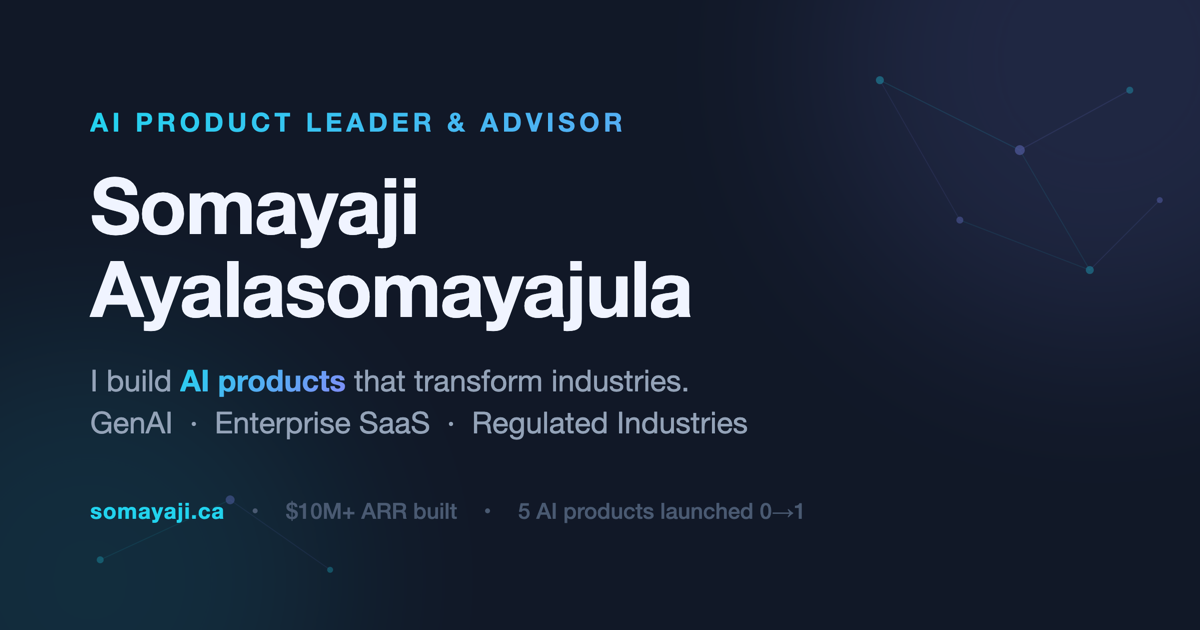 AI PRODUCT LEADER & ADVISOR
Somayaji
Ayalasomayajula
I build AI products that transform industries.
GenAI · Enterprise SaaS · Regulated Industries
somayaji.ca • $10M+ ARR built • 5 AI products launched 0→1